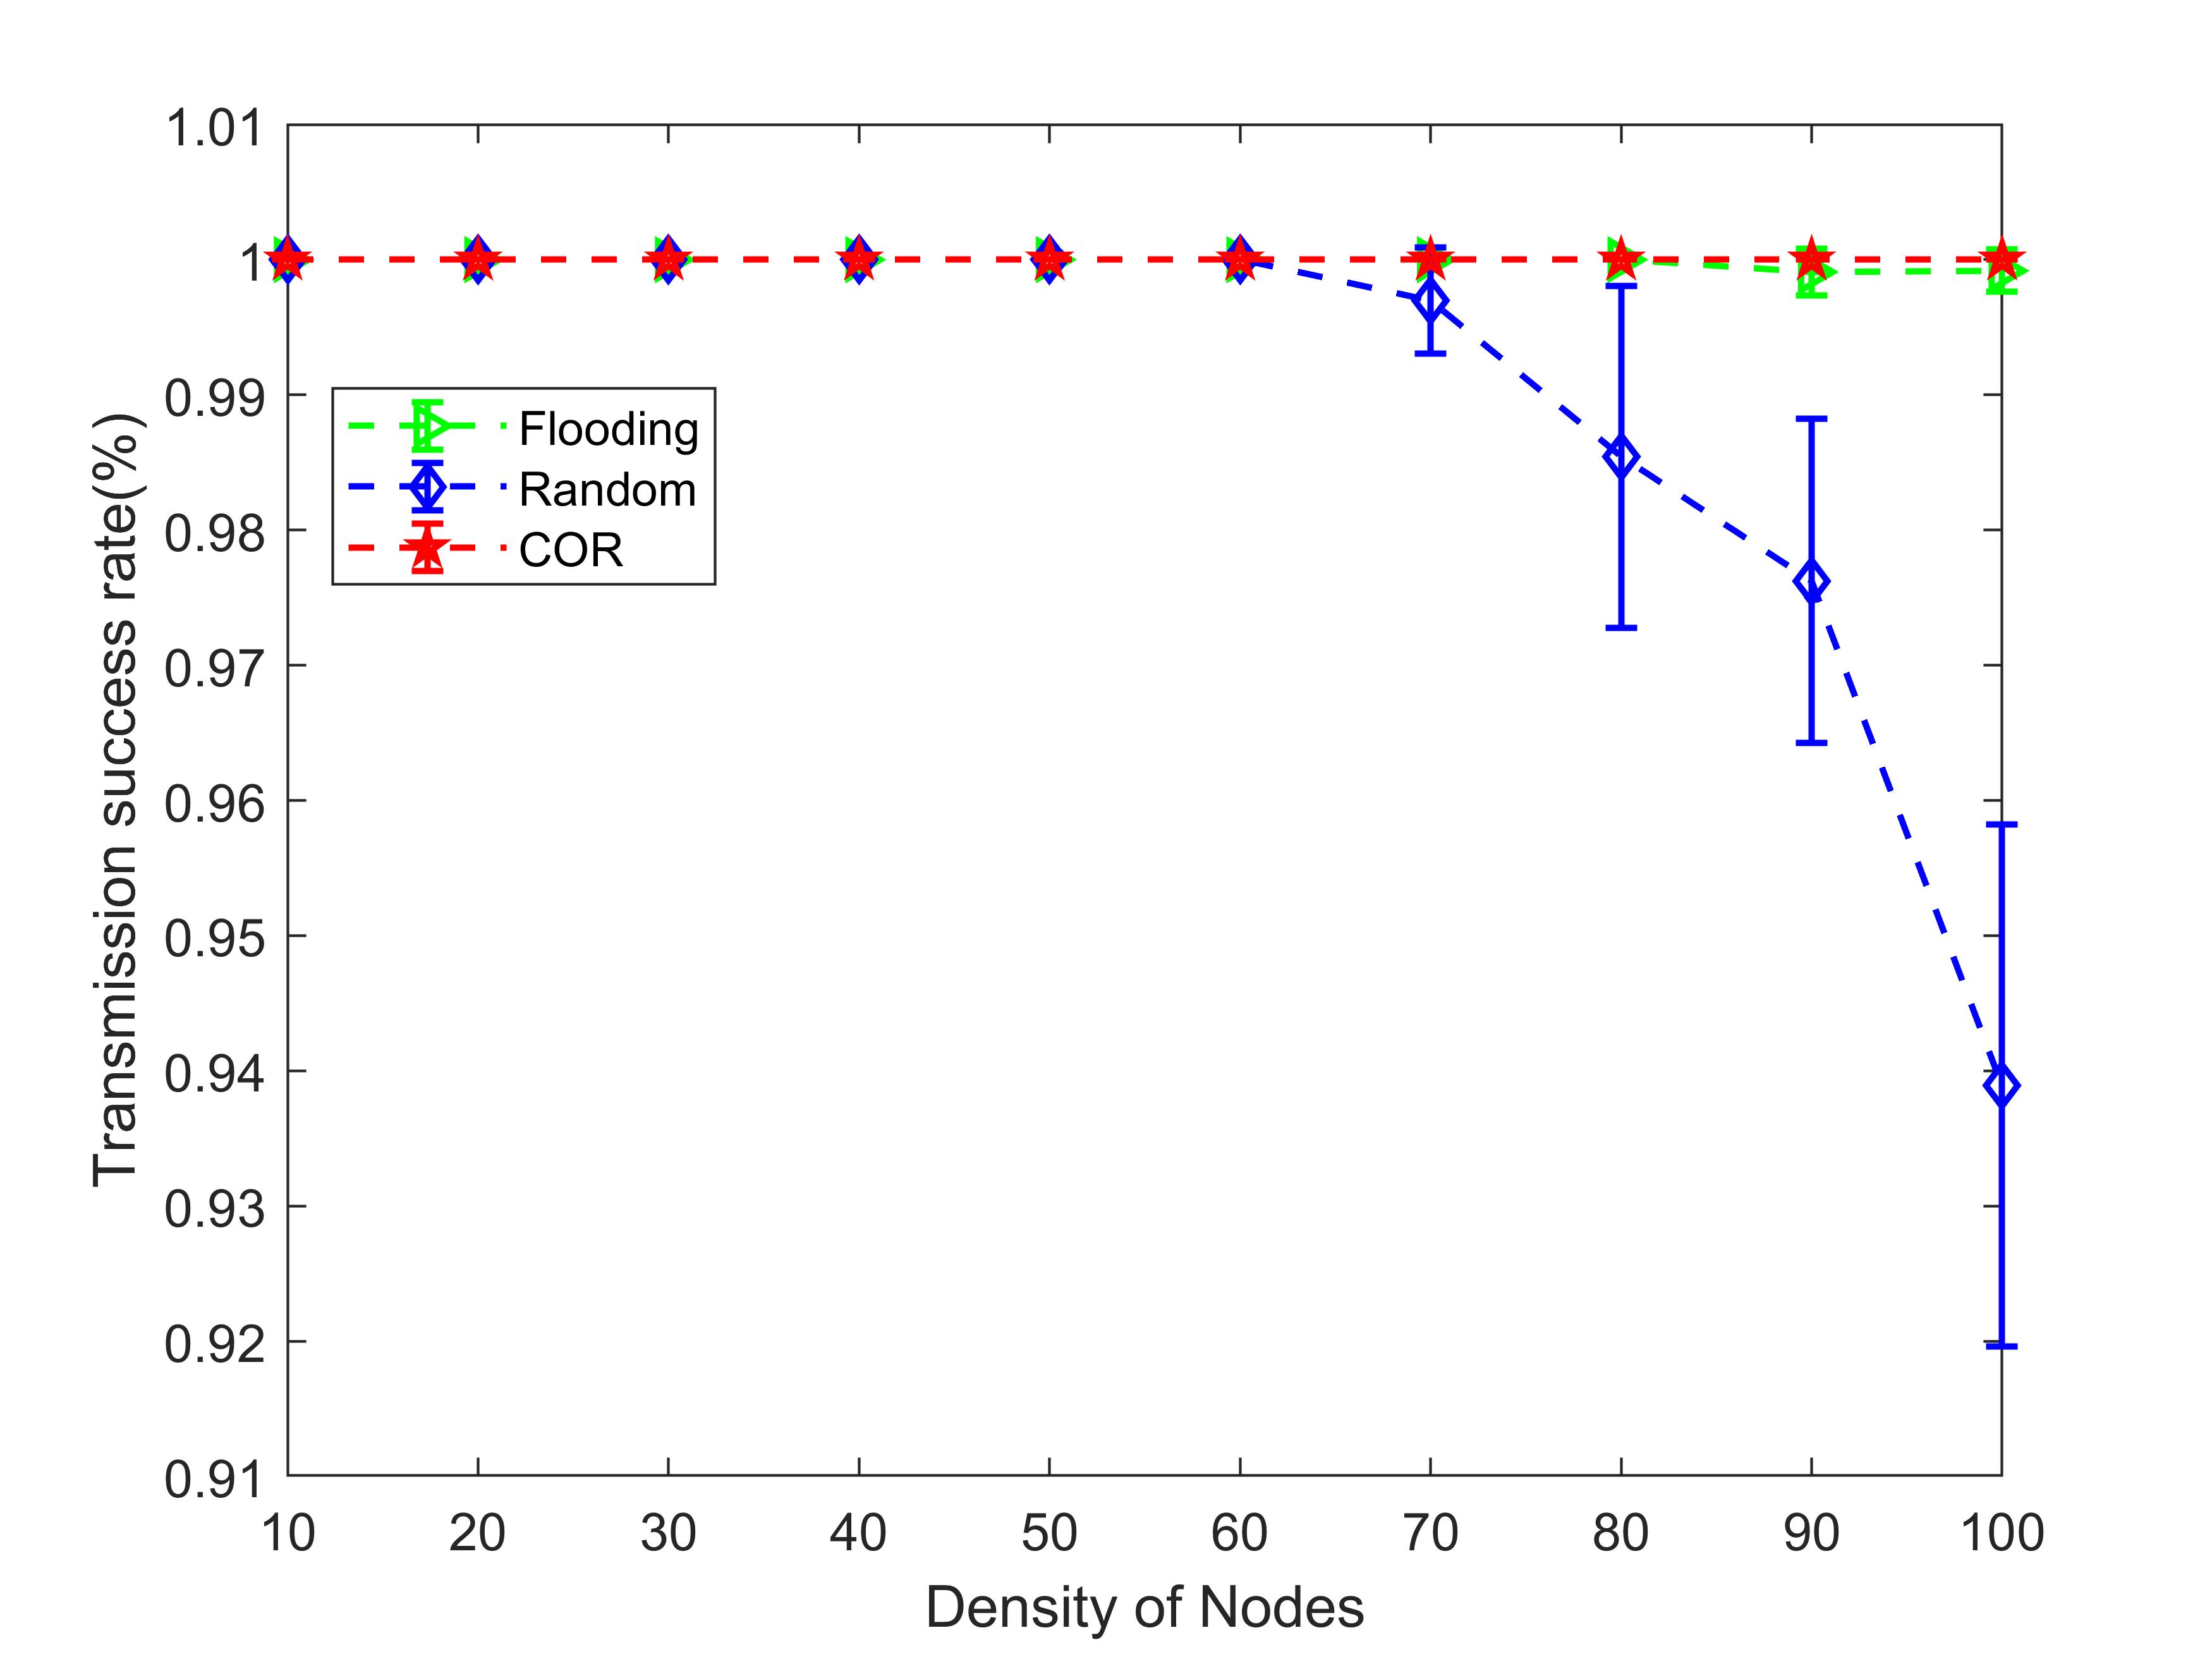 1.01
1
0.99
0.98
0.97
0.96
0.95
0.94
0.93
0.92
0.91
Transmission success rate(%)
Flooding
Random
COR
10 20 30 40 50 60 70 80 90 100
Density of Nodes